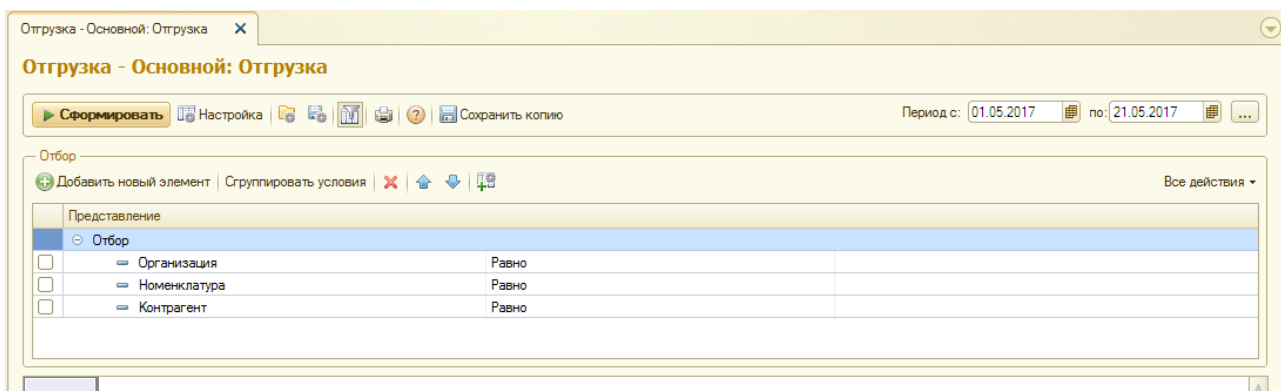 Отгрузка - Основной: Отгрузка
Отгрузка - Основной: Отгрузка
Сформировать Настройка ? Сохранить копию Период с: 01.05.2017 по: 21.05.2017 ...
Отбор
Добавить новый элемент Сгруппировать условия Все действия
Представление
Отбор
Организация Равно
Номенклатура Равно
Контрагент Равно